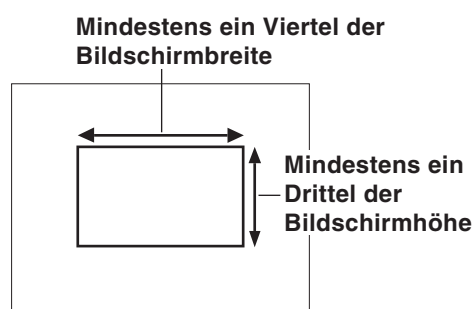 Mindestens ein Viertel der
Bildschirmbreite
Mindestens ein
Drittel der
Bildschirmhöhe